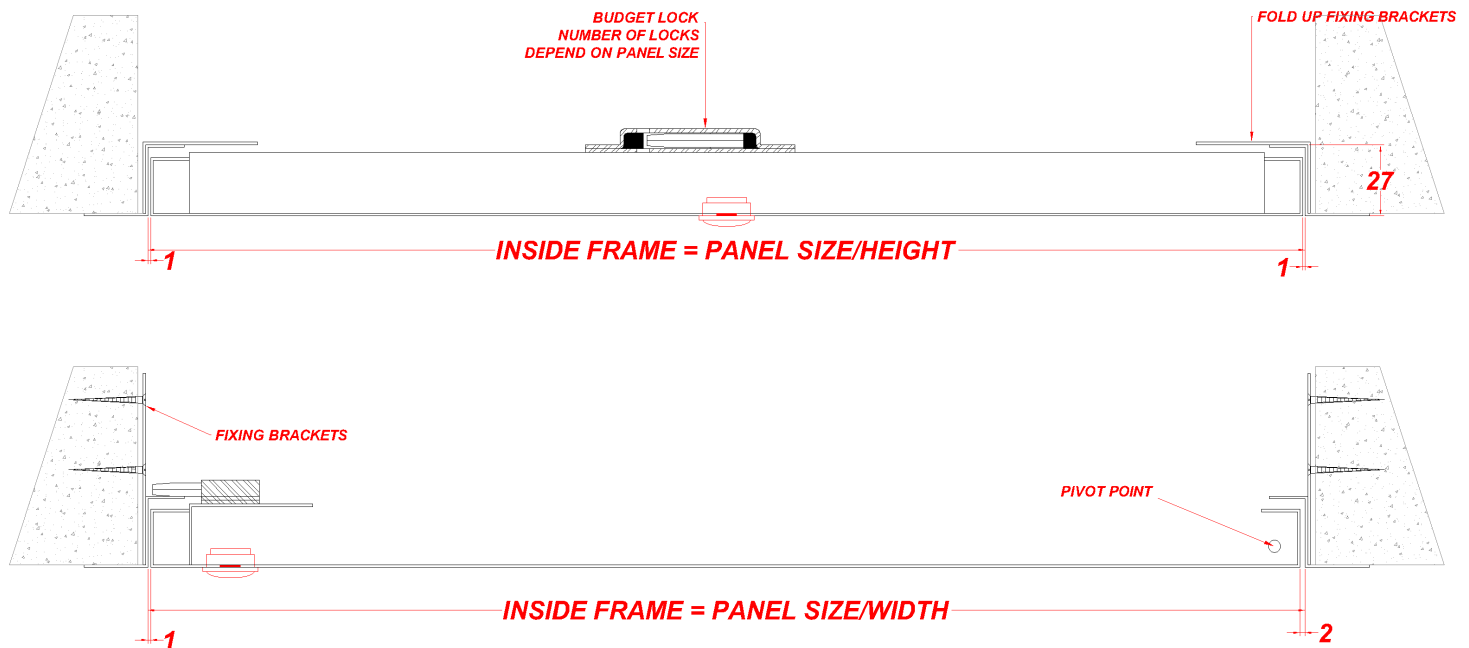 BUDGET LOCK
NUMBER OF LOCKS
DEPEND ON PANEL SIZE
FOLD UP FIXING BRACKETS
27
INSIDE FRAME = PANEL SIZE/HEIGHT
1
1
FIXING BRACKETS
PIVOT POINT
INSIDE FRAME = PANEL SIZE/WIDTH
1
2